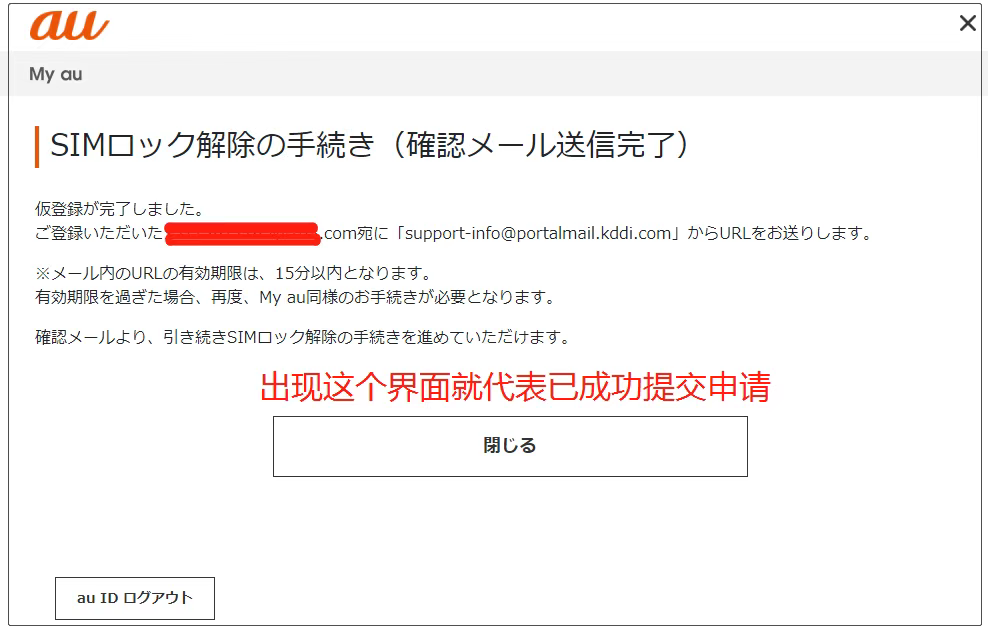 au
My au
SIMロック解除の手続き（確認メール送信完了）
仮登録が完了しました。
ご登録いただいた .com宛に「support-info@portalmail.kddi.com」からURLをお送りします。
※メール内のURLの有効期限は、15分以内となります。
有効期限を過ぎた場合、再度、My au同様のお手続きが必要となります。
確認メールより、引き続きSIMロック解除の手続きを進めていただけます。
出现这个界面就代表已成功提交申请
閉じる
au ID ログアウト